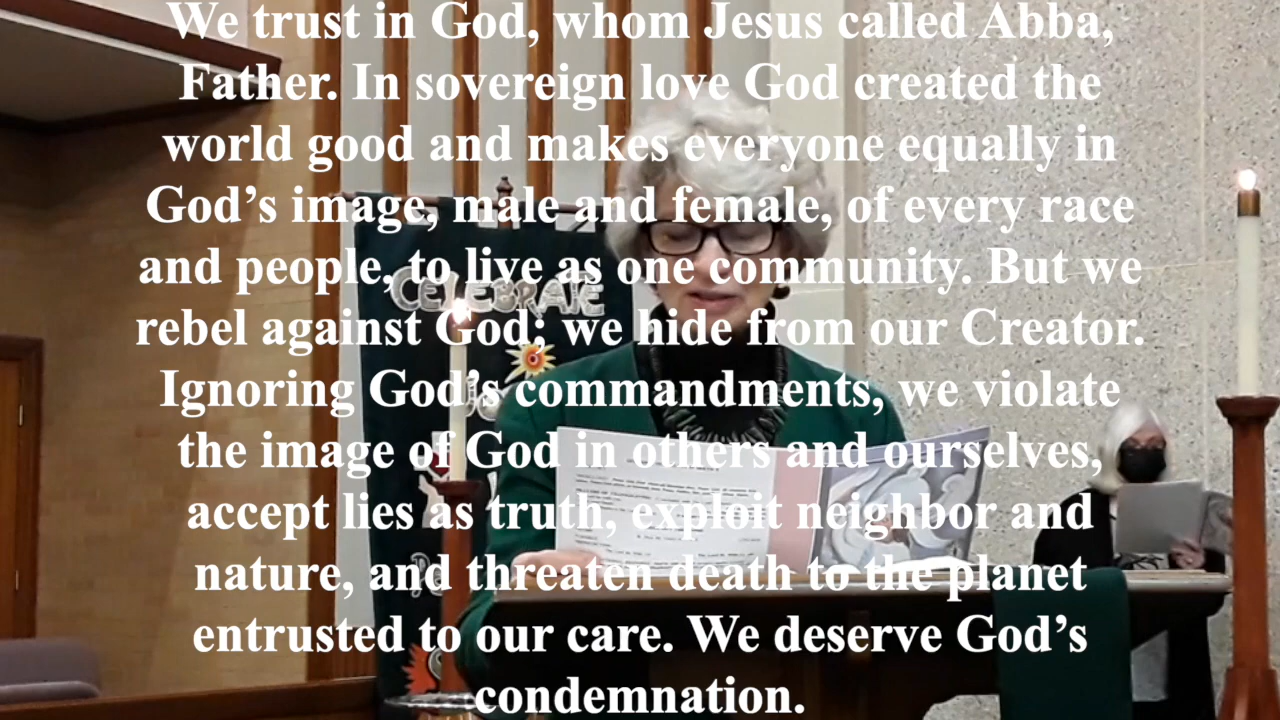 We trust in God, whom Jesus called Abba,
Father. In sovereign love God created the
world good and makes everyone equally in
God’s image, male and female, of every race
and people, to live as one community. But we
rebel against God; we hide from our Creator.
Ignoring God’s commandments, we violate
the image of God in others and ourselves,
accept lies as truth, exploit neighbor and
nature, and threaten death to the planet
entrusted to our care. We deserve God’s
condemnation.
CELEBRATE